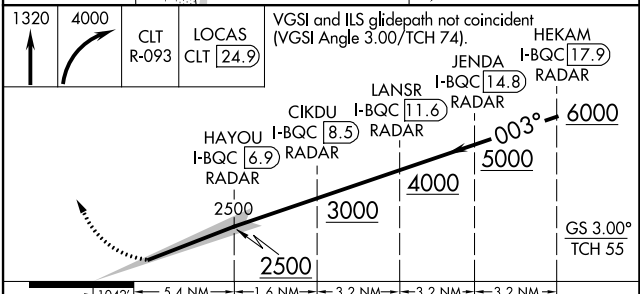 1320
4000
CLT
R-093
LOCAS
CLT 24.9
VGSI and ILS glidepath not coincident
(VGSI Angle 3.00/TCH 74).
HEKAM
I-BQC 17.9
RADAR
JENDA
I-BQC 14.8
RADAR
LANSR
I-BQC 11.6
RADAR
CIKDU
I-BQC 8.5
RADAR
HAYOU
I-BQC 6.9
RADAR
003°
6000
5000
4000
3000
2500
2500
GS 3.00°
TCH 55
1042'
5.4 NM
1.6 NM
3.2 NM
3.2 NM
3.2 NM